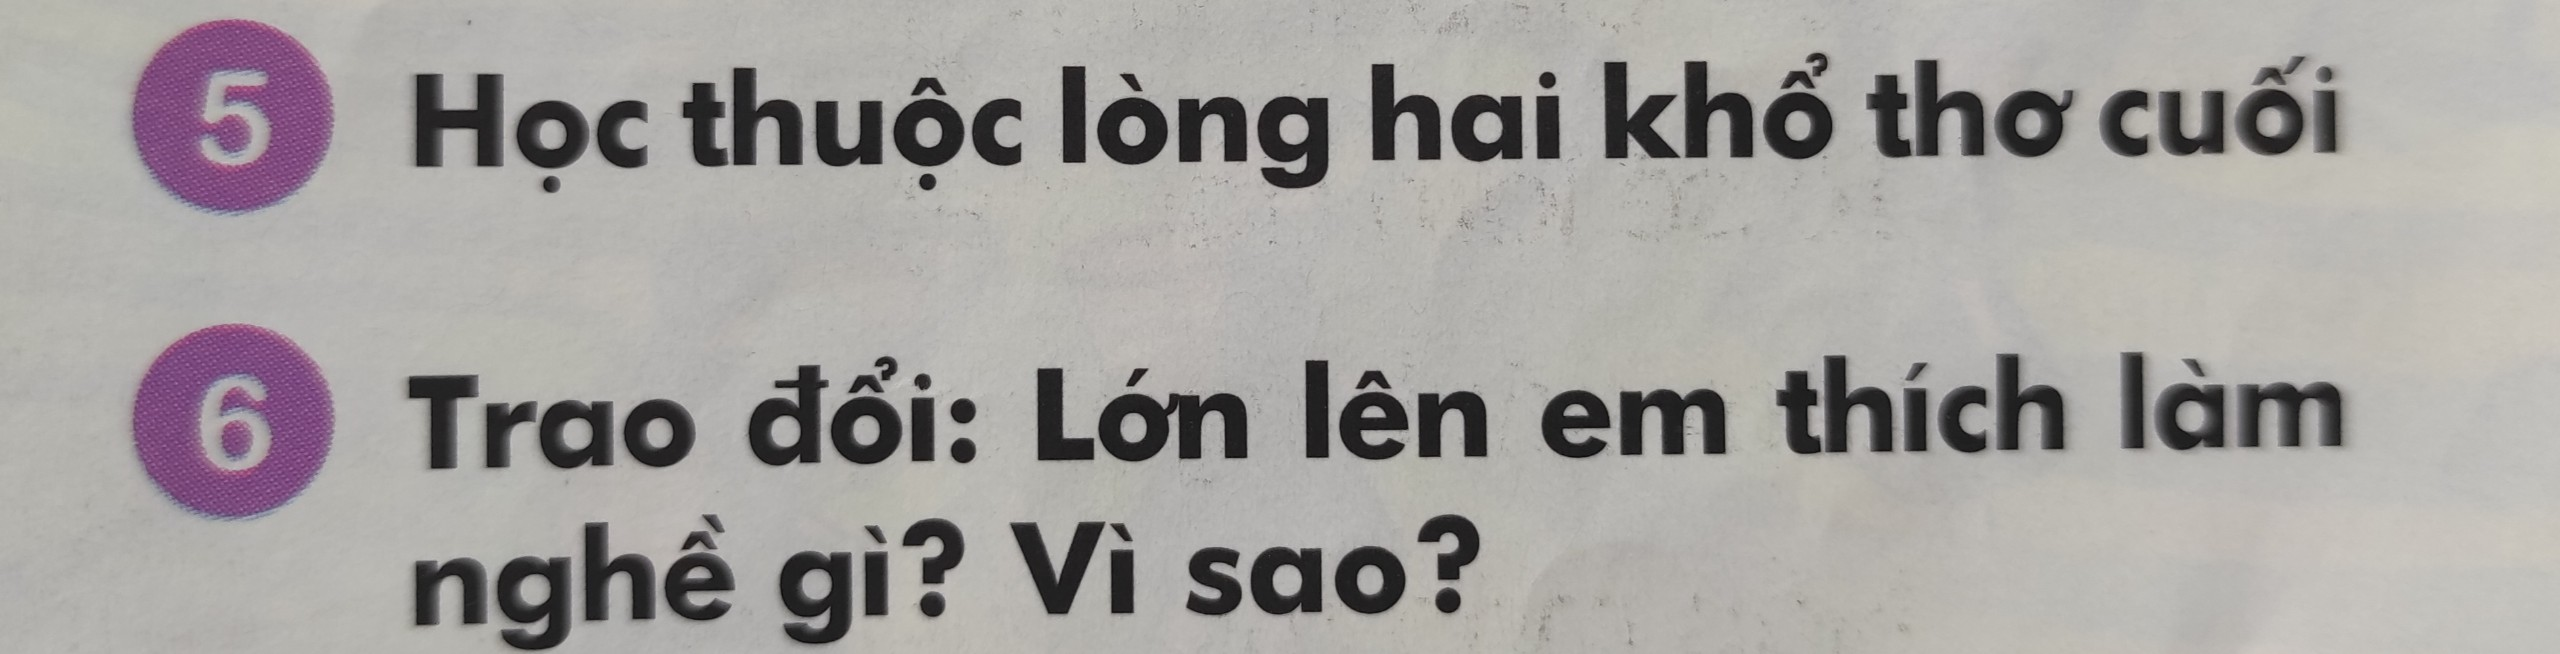 5 Học thuộc lòng hai khổ thơ cuối
6 Trao đổi: Lớn lên em thích làm
nghề gì? Vì sao?